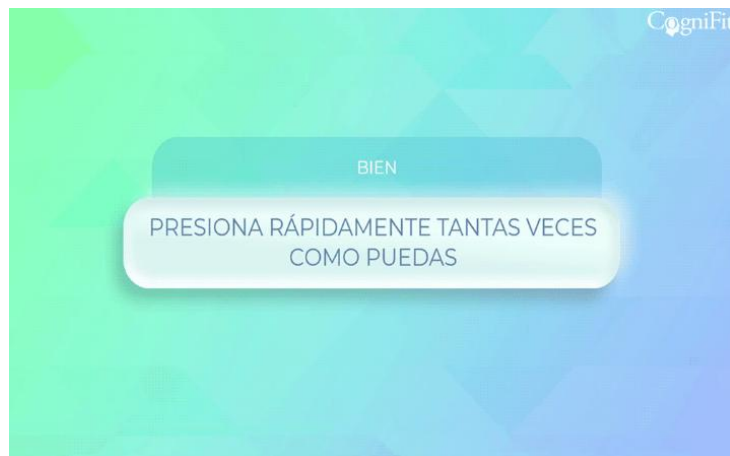 CogniFit
BIEN
PRESIONA RÁPIDAMENTE TANTAS VECES
COMO PUEDAS